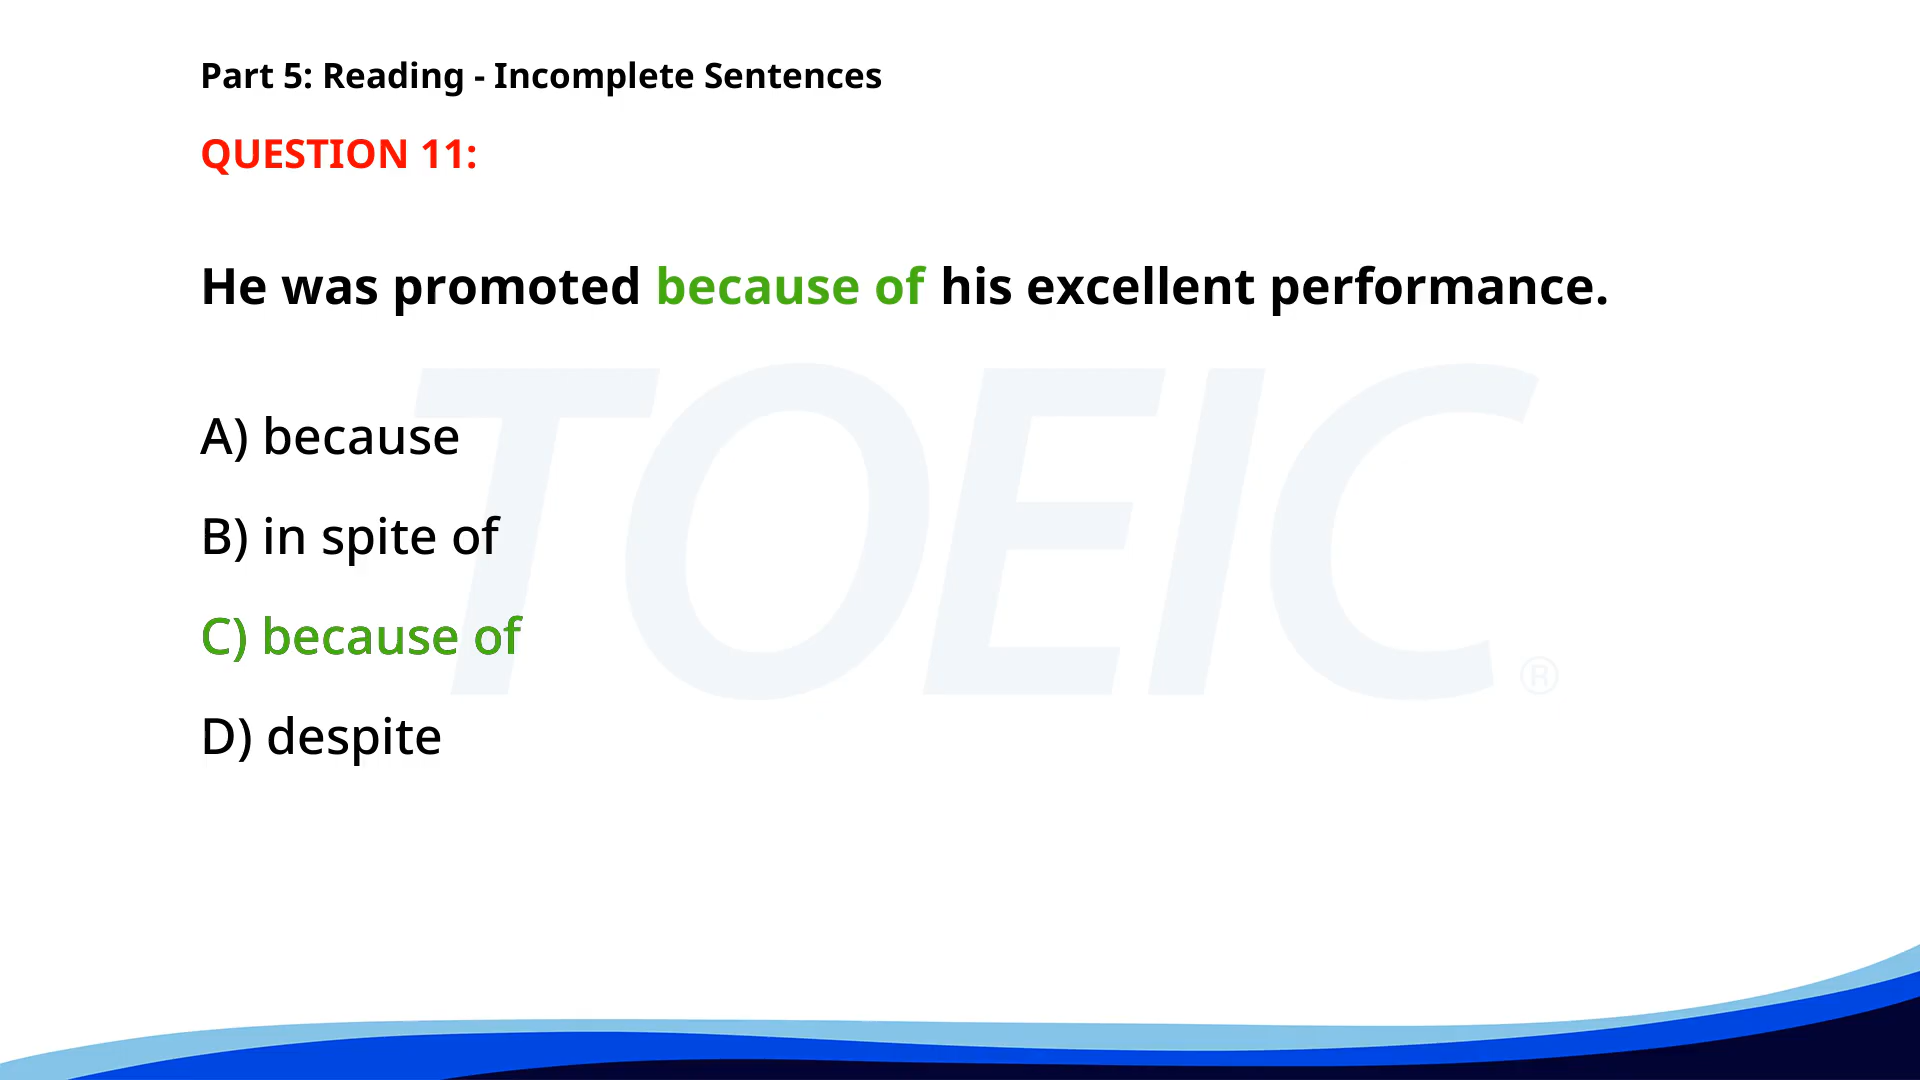 Part 5: Reading - Incomplete Sentences
QUESTION 11:
He was promoted because of his excellent performance.
TOEIC®
A) because
B) in spite of
C) because of
D) despite